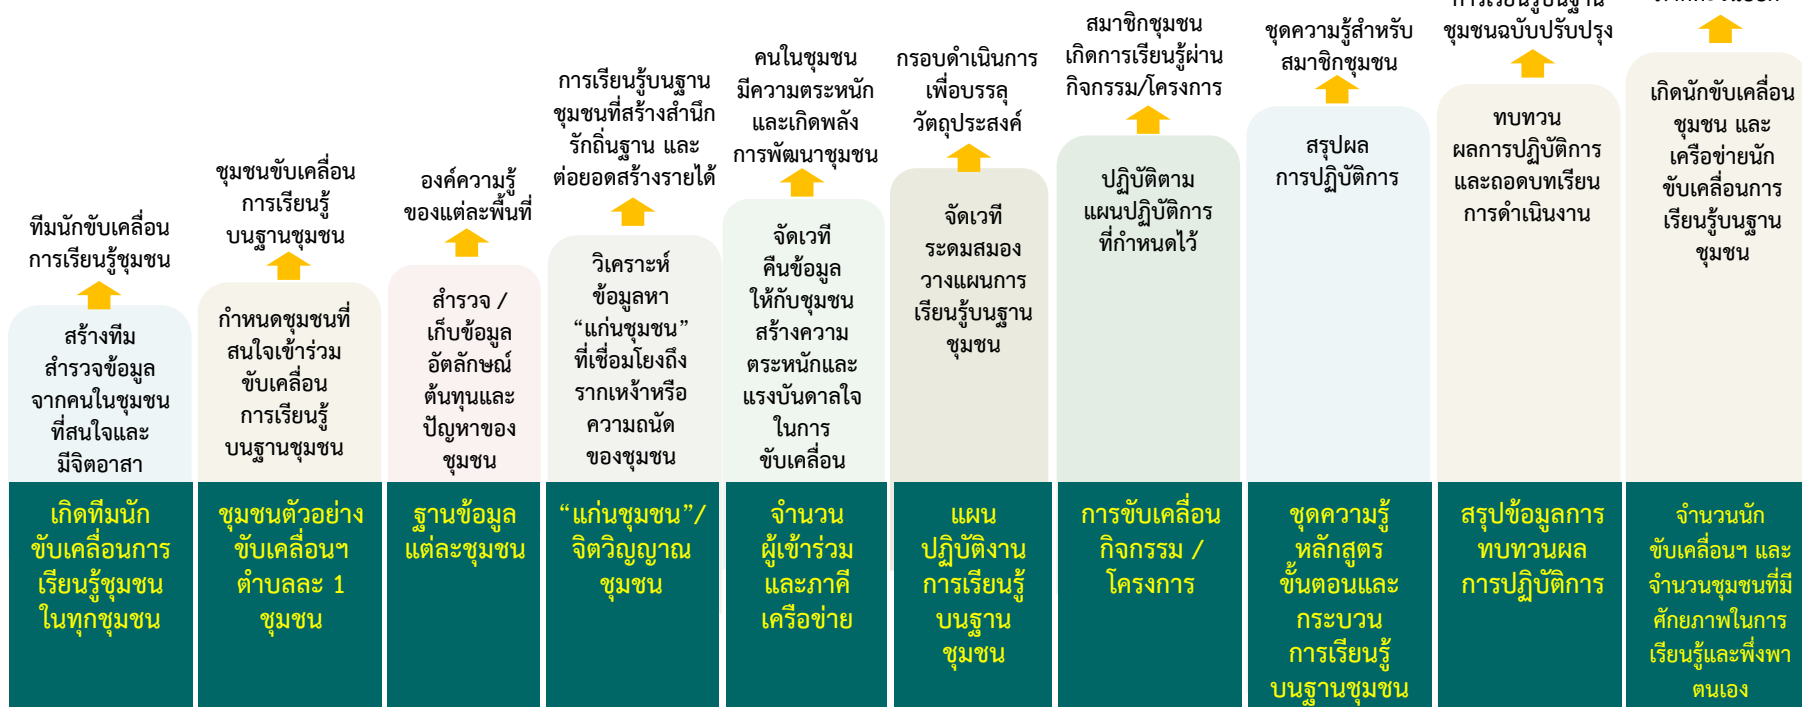 ทีมนักขับเคลื่อน
การเรียนรู้ชุมชน
สร้างทีม
สำรวจข้อมูล
จากคนในชุมชน
ที่สนใจและ
มีจิตอาสา
เกิดทีมนัก
ขับเคลื่อนการ
เรียนรู้ชุมชน
ในทุกชุมชน
ชุมชนขับเคลื่อน
การเรียนรู้
บนฐานชุมชน
กำหนดชุมชนที่
สนใจเข้าร่วม
ขับเคลื่อน
การเรียนรู้
บนฐานชุมชน
ชุมชนตัวอย่าง
ขับเคลื่อนฯ
ตำบลละ 1
ชุมชน
องค์ความรู้
ของแต่ละพื้นที่
สำรวจ /
เก็บข้อมูล
อัตลักษณ์
ต้นทุนและ
ปัญหาของ
ชุมชน
ฐานข้อมูล
แต่ละชุมชน
การเรียนรู้บนฐาน
ชุมชนที่สร้างสำนึก
รักถิ่นฐาน และ
ต่อยอดสร้างรายได้
วิเคราะห์
ข้อมูลหา
“แก่นชุมชน”
ที่เชื่อมโยงถึง
รากเหง้าหรือ
ความถนัด
ของชุมชน
“แก่นชุมชน”/
จิตวิญญาณ
ชุมชน
คนในชุมชน
มีความตระหนัก
และเกิดพลัง
การพัฒนาชุมชน
จัดเวที
คืนข้อมูล
ให้กับชุมชน
สร้างความ
ตระหนักและ
แรงบันดาลใจ
ในการ
ขับเคลื่อน
จำนวน
ผู้เข้าร่วม
และภาคี
เครือข่าย
กรอบดำเนินการ
เพื่อบรรลุ
วัตถุประสงค์
จัดเวที
ระดมสมอง
วางแผนการ
เรียนรู้บนฐาน
ชุมชน
แผน
ปฏิบัติงาน
การเรียนรู้
บนฐาน
ชุมชน
สมาชิกชุมชน
เกิดการเรียนรู้ผ่าน
กิจกรรม/โครงการ
ปฏิบัติตาม
แผนปฏิบัติการ
ที่กำหนดไว้
การขับเคลื่อน
กิจกรรม /
โครงการ
ชุดความรู้สำหรับ
สมาชิกชุมชน
สรุปผล
การปฏิบัติการ
ชุดความรู้
หลักสูตร
ขั้นตอนและ
กระบวน
การเรียนรู้
บนฐานชุมชน
การเรียนรู้บนฐาน
ชุมชนฉบับปรับปรุง
ทบทวน
ผลการปฏิบัติการ
และถอดบทเรียน
การดำเนินงาน
สรุปข้อมูลการ
ทบทวนผล
การปฏิบัติการ
เกิดนักขับเคลื่อน
ชุมชน และ
เครือข่ายนัก
ขับเคลื่อนการ
เรียนรู้บนฐาน
ชุมชน
จำนวนนัก
ขับเคลื่อนฯ และ
จำนวนชุมชนที่มี
ศักยภาพในการ
เรียนรู้และพึ่งพา
ตนเอง